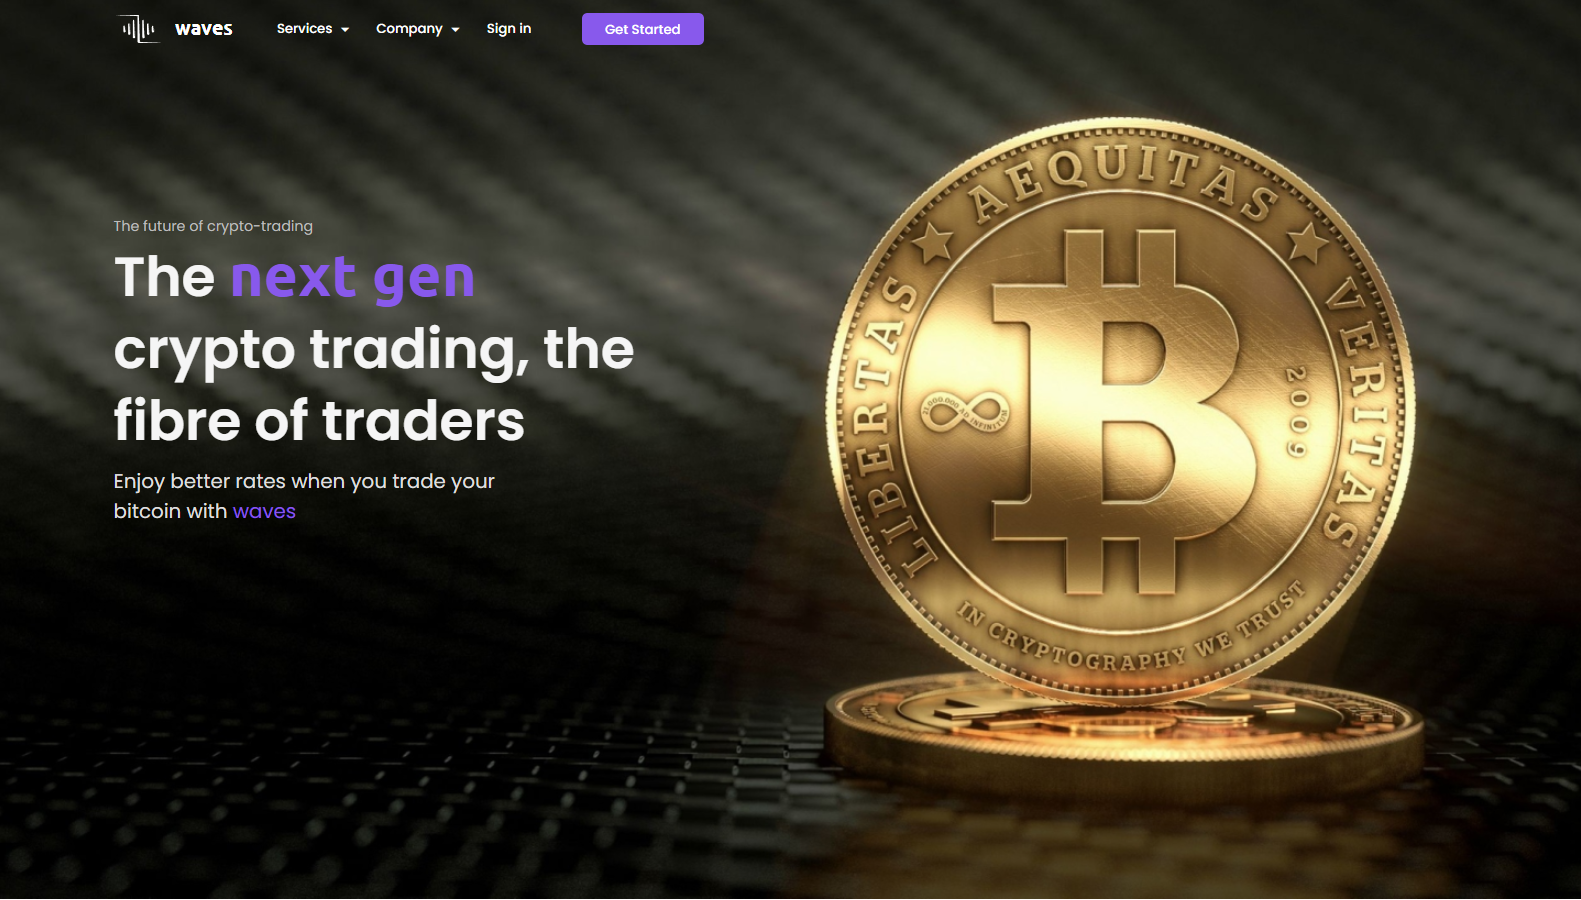 waves
Services
Company
Sign in
Get Started
The future of crypto-trading
The next gen
crypto trading, the
fibre of traders
Enjoy better rates when you trade your
bitcoin with waves
AEQUITAS
LIBERTAS
VERITAS
21.000.000 AD INFINITUM
2009
IN CRYPTOGRAPHY WE TRUST